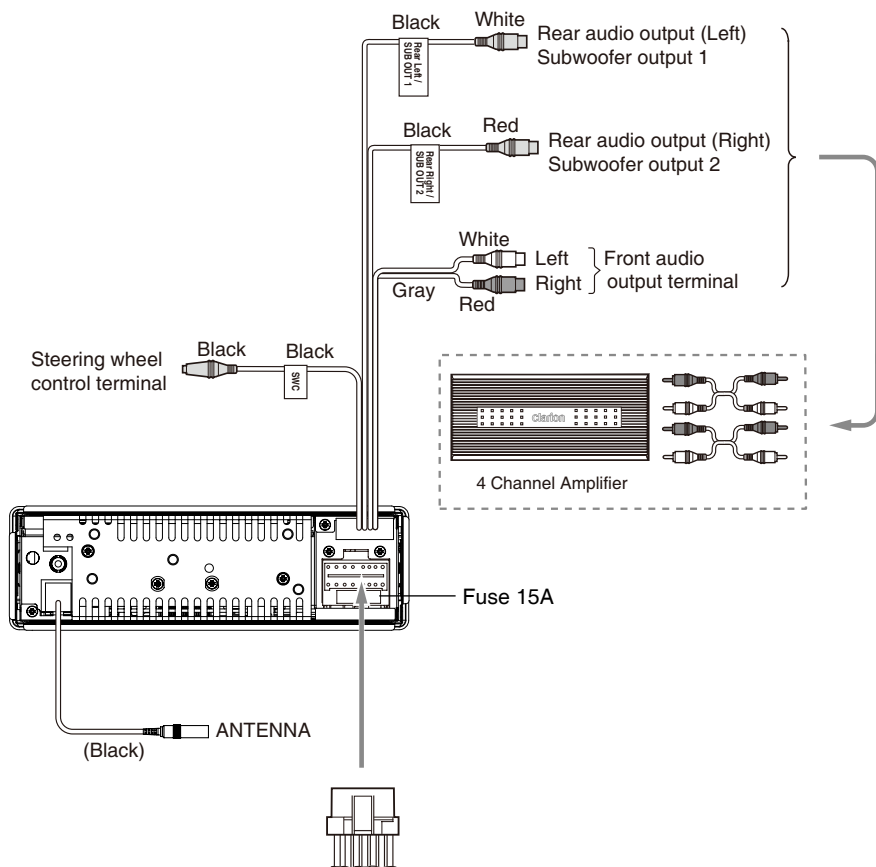 Black
White
Rear audio output (Left)
Subwoofer output 1
Rear Left /
SUB OUT 1
Black
Red
Rear audio output (Right)
Subwoofer output 2
Rear Right /
SUB OUT 2
White
Left
Right
Front audio
output terminal
Gray
Red
Steering wheel
control terminal
Black
Black
SWC
clarion
4 Channel Amplifier
Fuse 15A
ANTENNA
(Black)